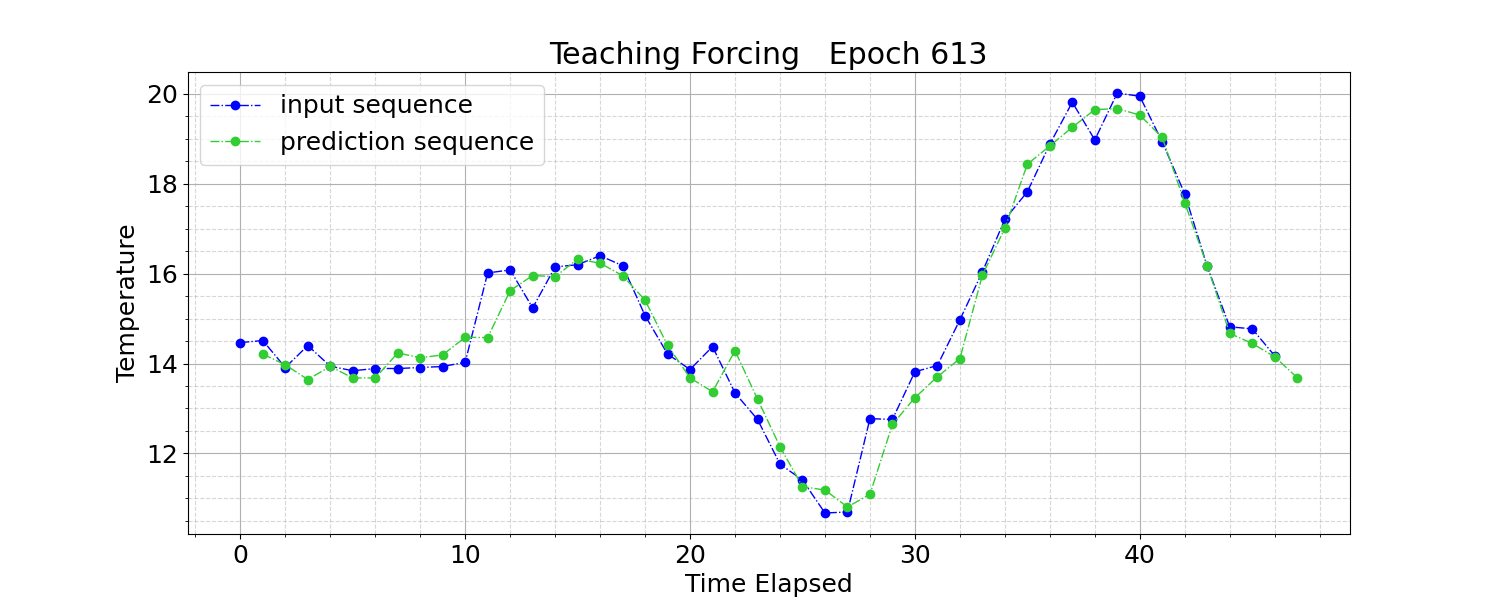 Teaching Forcing   Epoch 613
input sequence
prediction sequence
20
18
16
14
12
Temperature
0 10 20 30 40
Time Elapsed